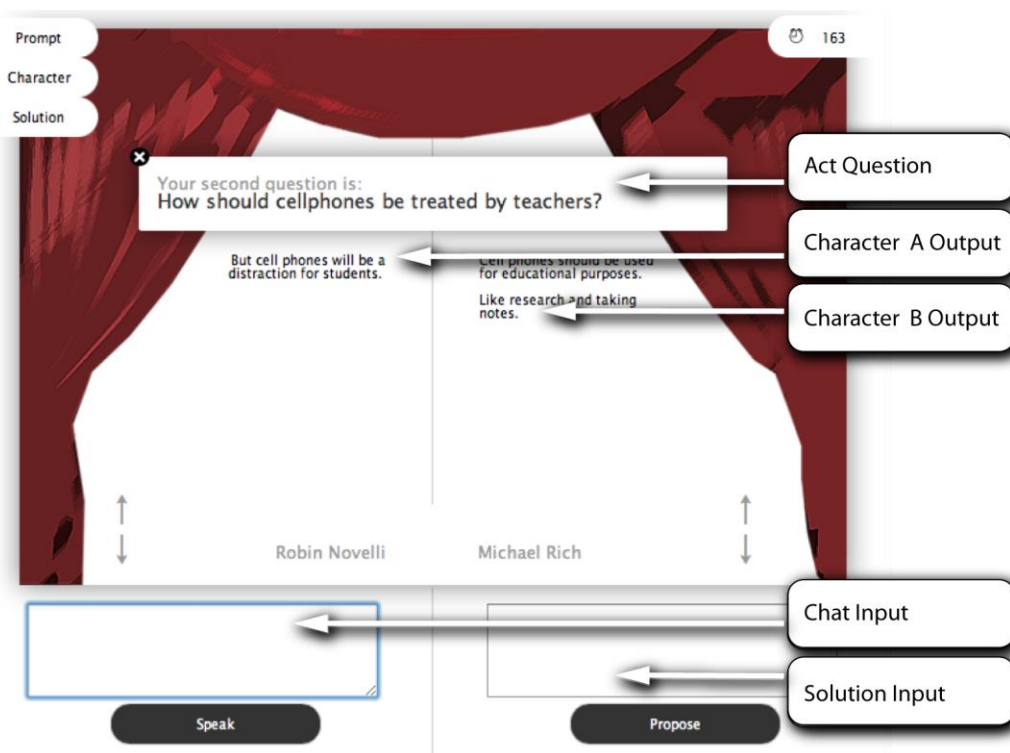 Prompt
163
Character
Solution
Act Question
Your second question is:
How should cellphones be treated by teachers?
Character A Output
But cell phones will be a
distraction for students.
Cell phones should be used
for educational purposes.
Like research and taking
notes.
Character B Output
Robin Novelli
Michael Rich
Chat Input
Solution Input
Speak
Propose